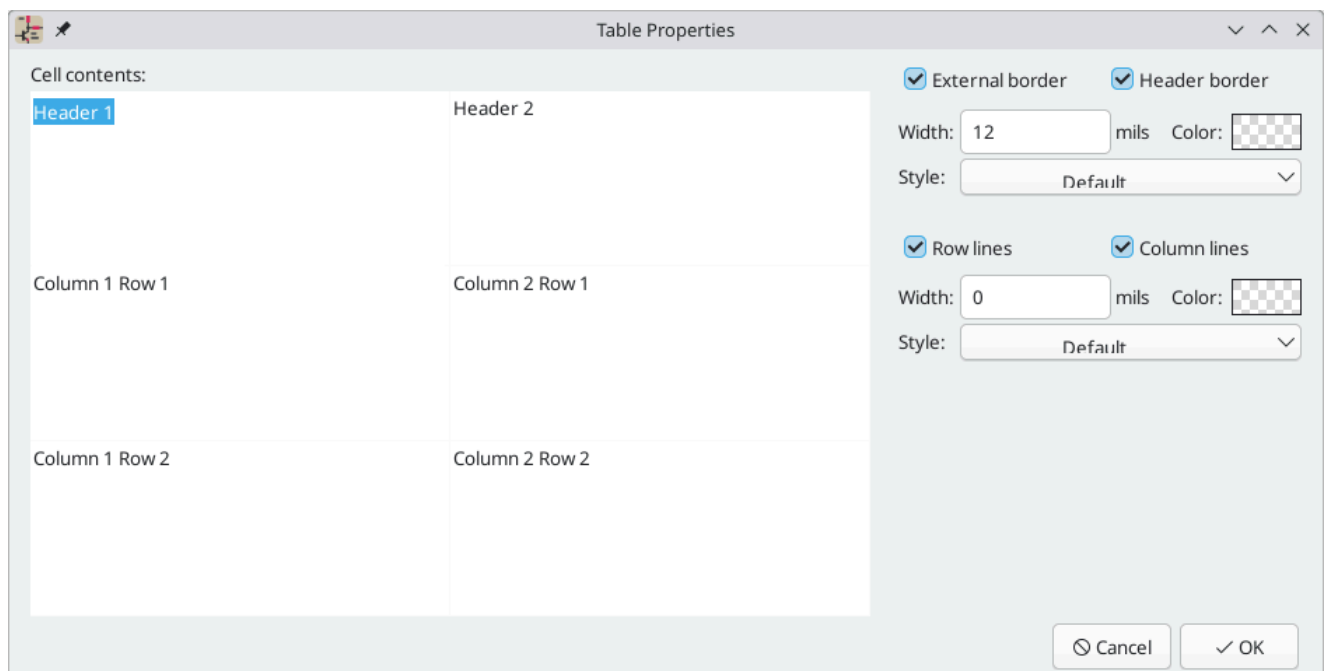 Table Properties
Cell contents:
Header 1 Header 2
Column 1 Row 1 Column 2 Row 1
Column 1 Row 2 Column 2 Row 2
External border Header border
Width: 12 mils Color:
Style: Default
Row lines Column lines
Width: 0 mils Color:
Style: Default
Cancel OK